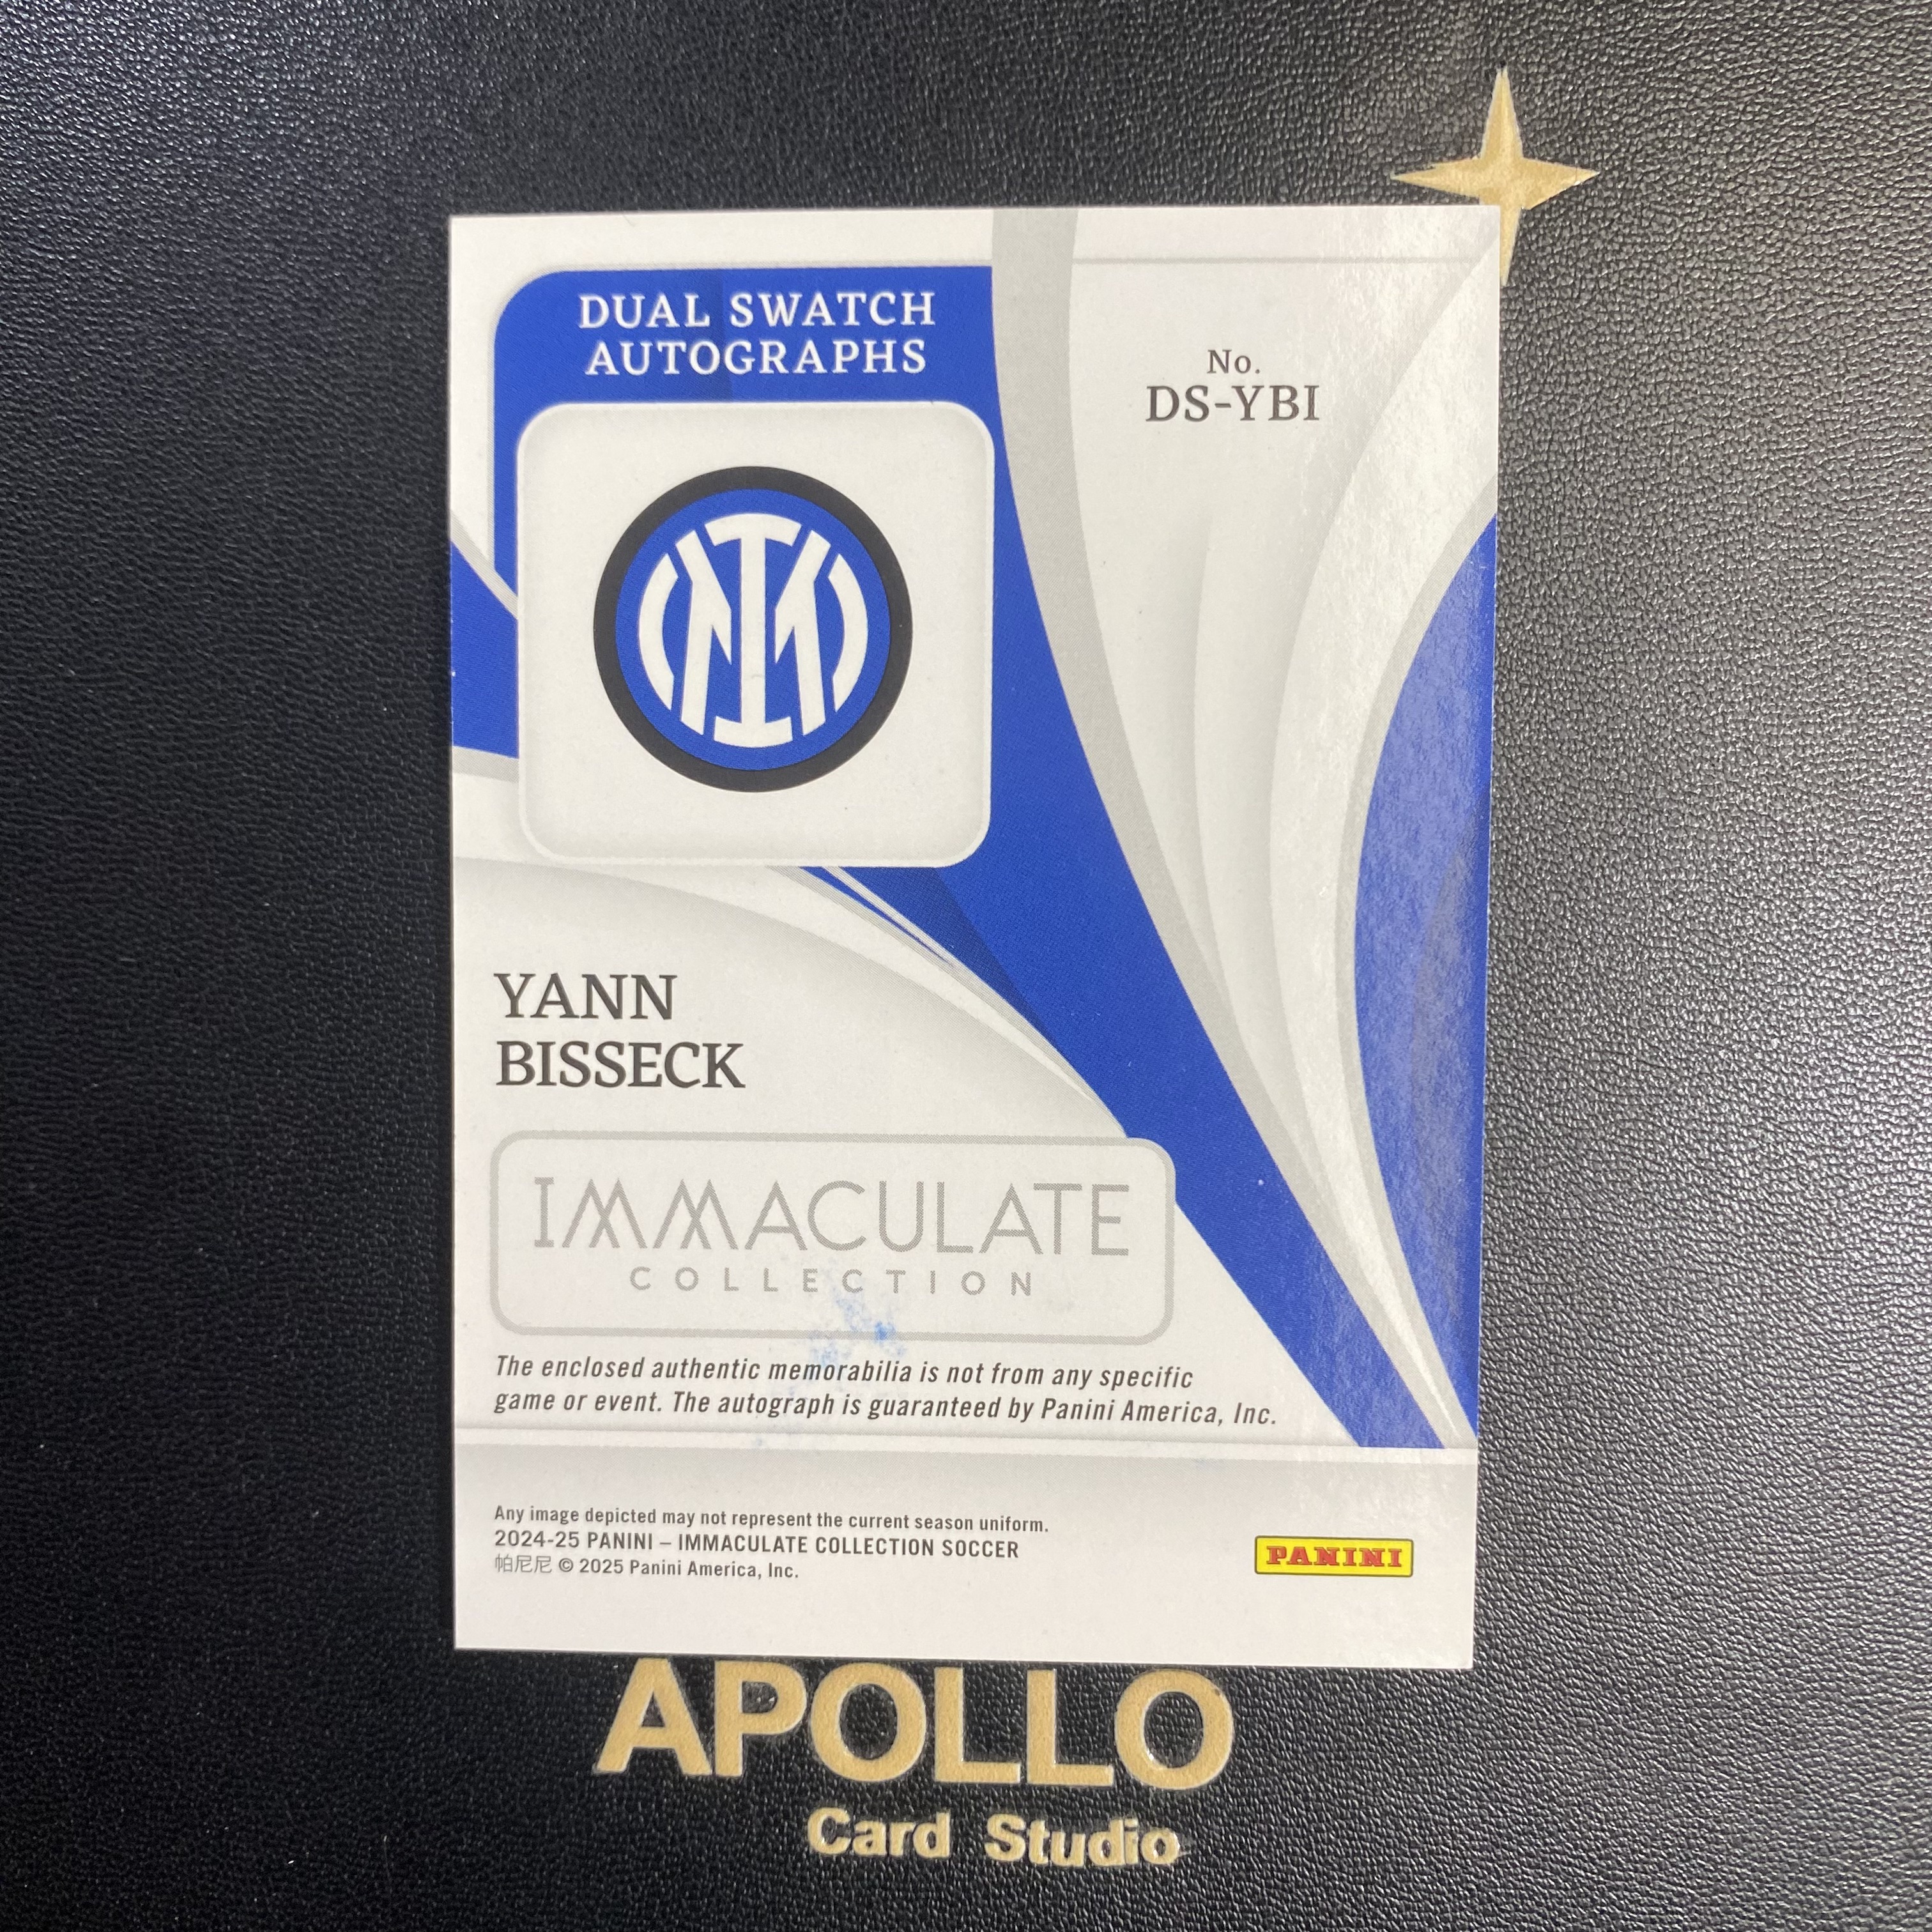 DUAL SWATCH
AUTOGRAPHS
No.
DS-YBI
IM
YANN
BISSECK
IMMACULATE
COLLECTION
The enclosed authentic memorabilia is not from any specific
game or event. The autograph is guaranteed by Panini America, Inc.
Any image depicted may not represent the current season uniform.
2024-25 PANINI – IMMACULATE COLLECTION SOCCER
帕尼尼 © 2025 Panini America, Inc.
PANINI
APOLLO
Card Studio